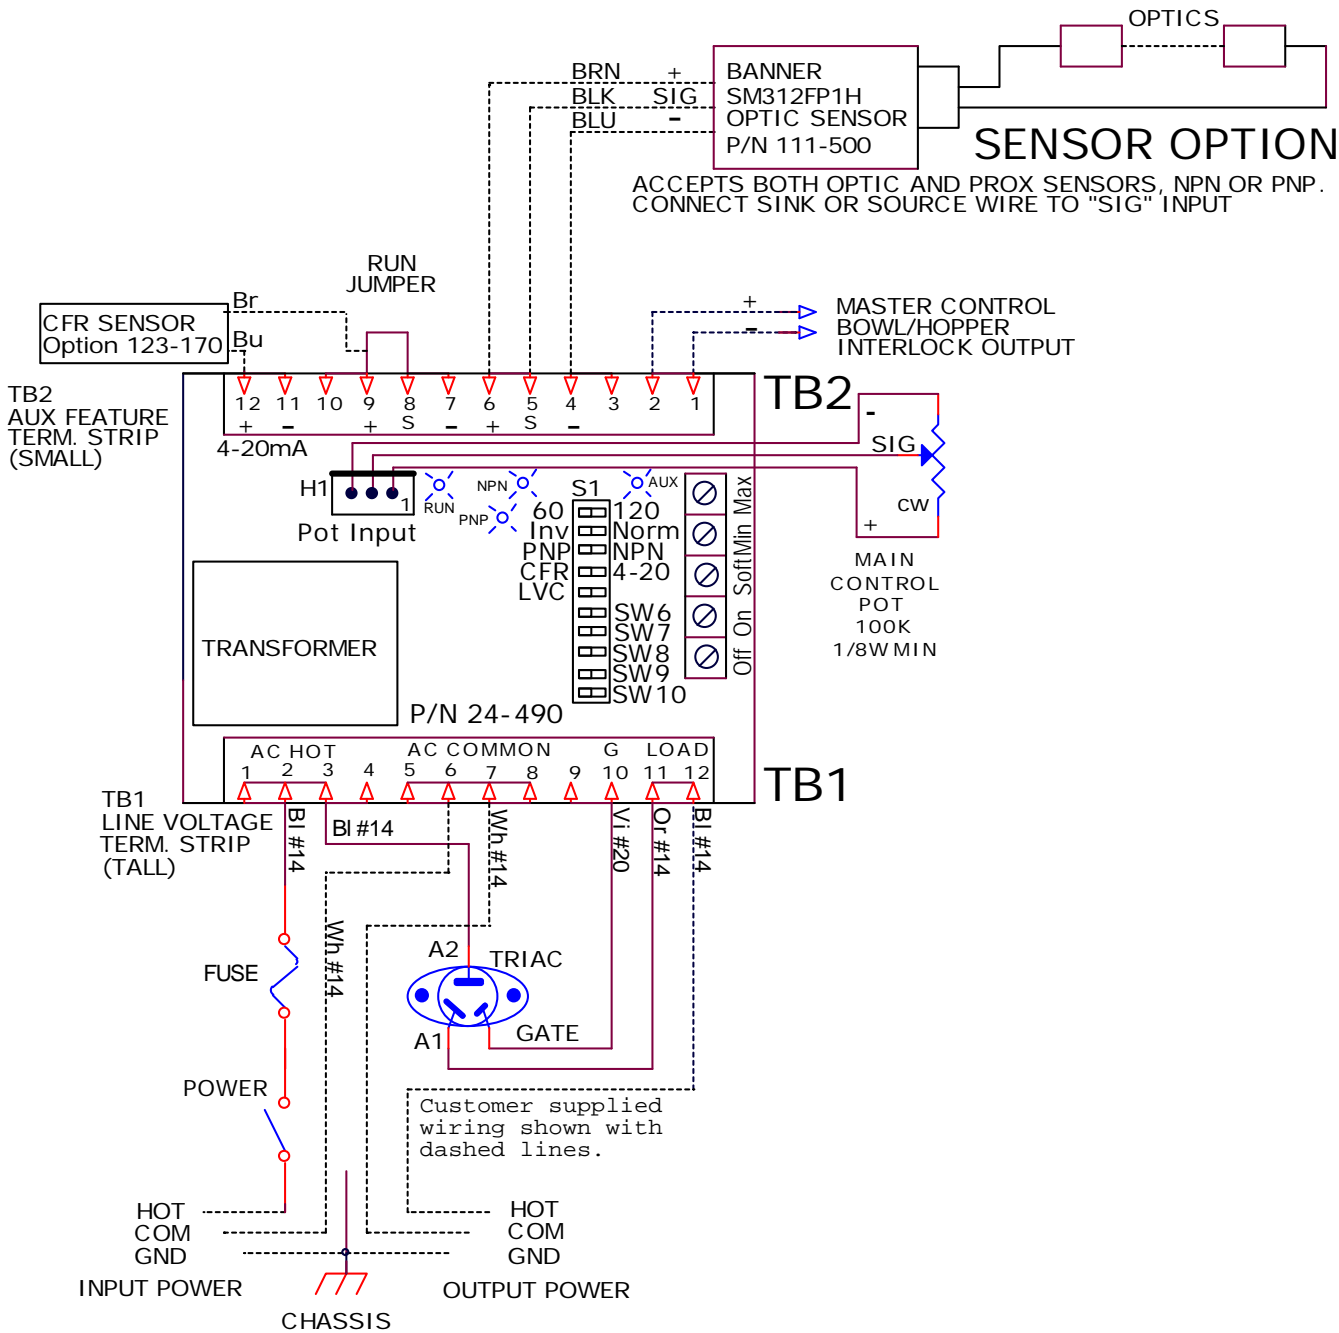 OPTICS
BRN + BANNER
BLK SIG SM312FP1H
BLU - OPTIC SENSOR
P/N 111-500
SENSOR OPTION
ACCEPTS BOTH OPTIC AND PROX SENSORS, NPN OR PNP.
CONNECT SINK OR SOURCE WIRE TO "SIG" INPUT
RUN
JUMPER
Br
CFR SENSOR
Option 123-170
Bu
+ MASTER CONTROL
- BOWL/HOPPER
INTERLOCK OUTPUT
TB2
AUX FEATURE
TERM. STRIP
(SMALL)
12 11 10 9 8 7 6 5 4 3 2 1
+ - + S - + S -
TB2
4-20mA
-
SIG
CW
+
H1
1
Pot Input
RUN
NPN
PNP
AUX
S1
60 120
Inv Norm
PNP NPN
CFR 4-20
LVC
SW6
SW7
SW8
SW9
SW10
Max
Min
Soft
On
Off
MAIN
CONTROL
POT
100K
1/8W MIN
TRANSFORMER
P/N 24-490
AC HOT AC COMMON G LOAD
1 2 3 4 5 6 7 8 9 10 11 12
TB1
TB1
LINE VOLTAGE
TERM. STRIP
(TALL)
Bl #14
Bl #14
Wh #14
Vi #20
Or #14
Bl #14
Wh #14
FUSE
A2
TRIAC
A1
GATE
POWER
Customer supplied
wiring shown with
dashed lines.
HOT HOT
COM COM
GND GND
INPUT POWER OUTPUT POWER
CHASSIS